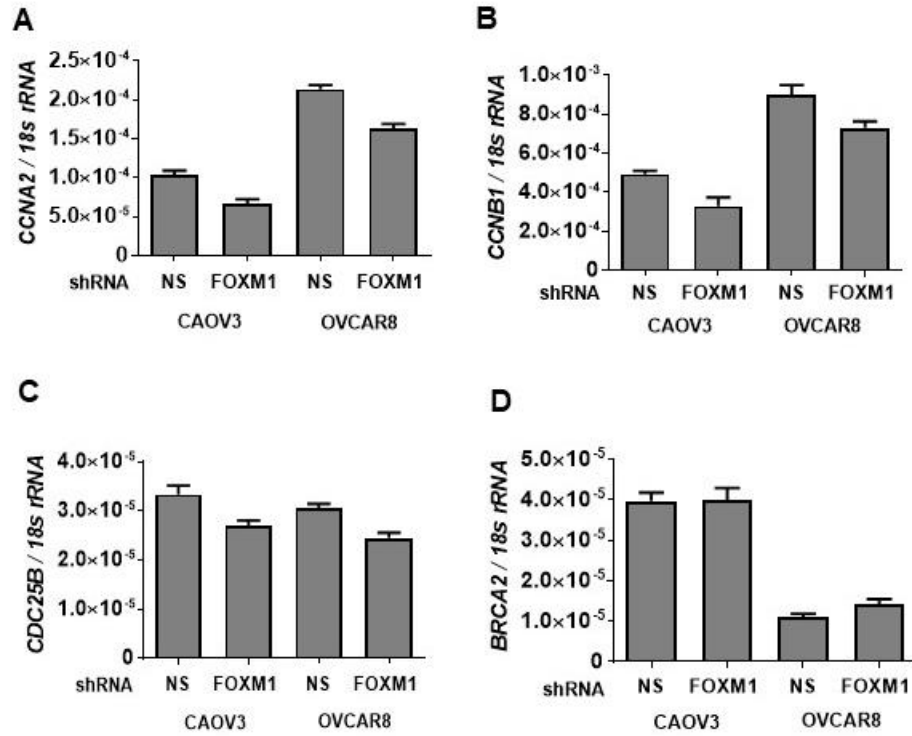 A
CCNA2 / 18s rRNA
2.5×10⁻⁴
2.0×10⁻⁴
1.5×10⁻⁴
1.0×10⁻⁴
5.0×10⁻⁵
0
shRNA NS FOXM1 NS FOXM1
CAOV3 OVCAR8
B
CCNB1 / 18s rRNA
1.0×10⁻³
8.0×10⁻⁴
6.0×10⁻⁴
4.0×10⁻⁴
2.0×10⁻⁴
0
shRNA NS FOXM1 NS FOXM1
CAOV3 OVCAR8
C
CDC25B / 18s rRNA
4.0×10⁻⁵
3.0×10⁻⁵
2.0×10⁻⁵
1.0×10⁻⁵
0
shRNA NS FOXM1 NS FOXM1
CAOV3 OVCAR8
D
BRCA2 / 18s rRNA
5.0×10⁻⁵
4.0×10⁻⁵
3.0×10⁻⁵
2.0×10⁻⁵
1.0×10⁻⁵
0
shRNA NS FOXM1 NS FOXM1
CAOV3 OVCAR8